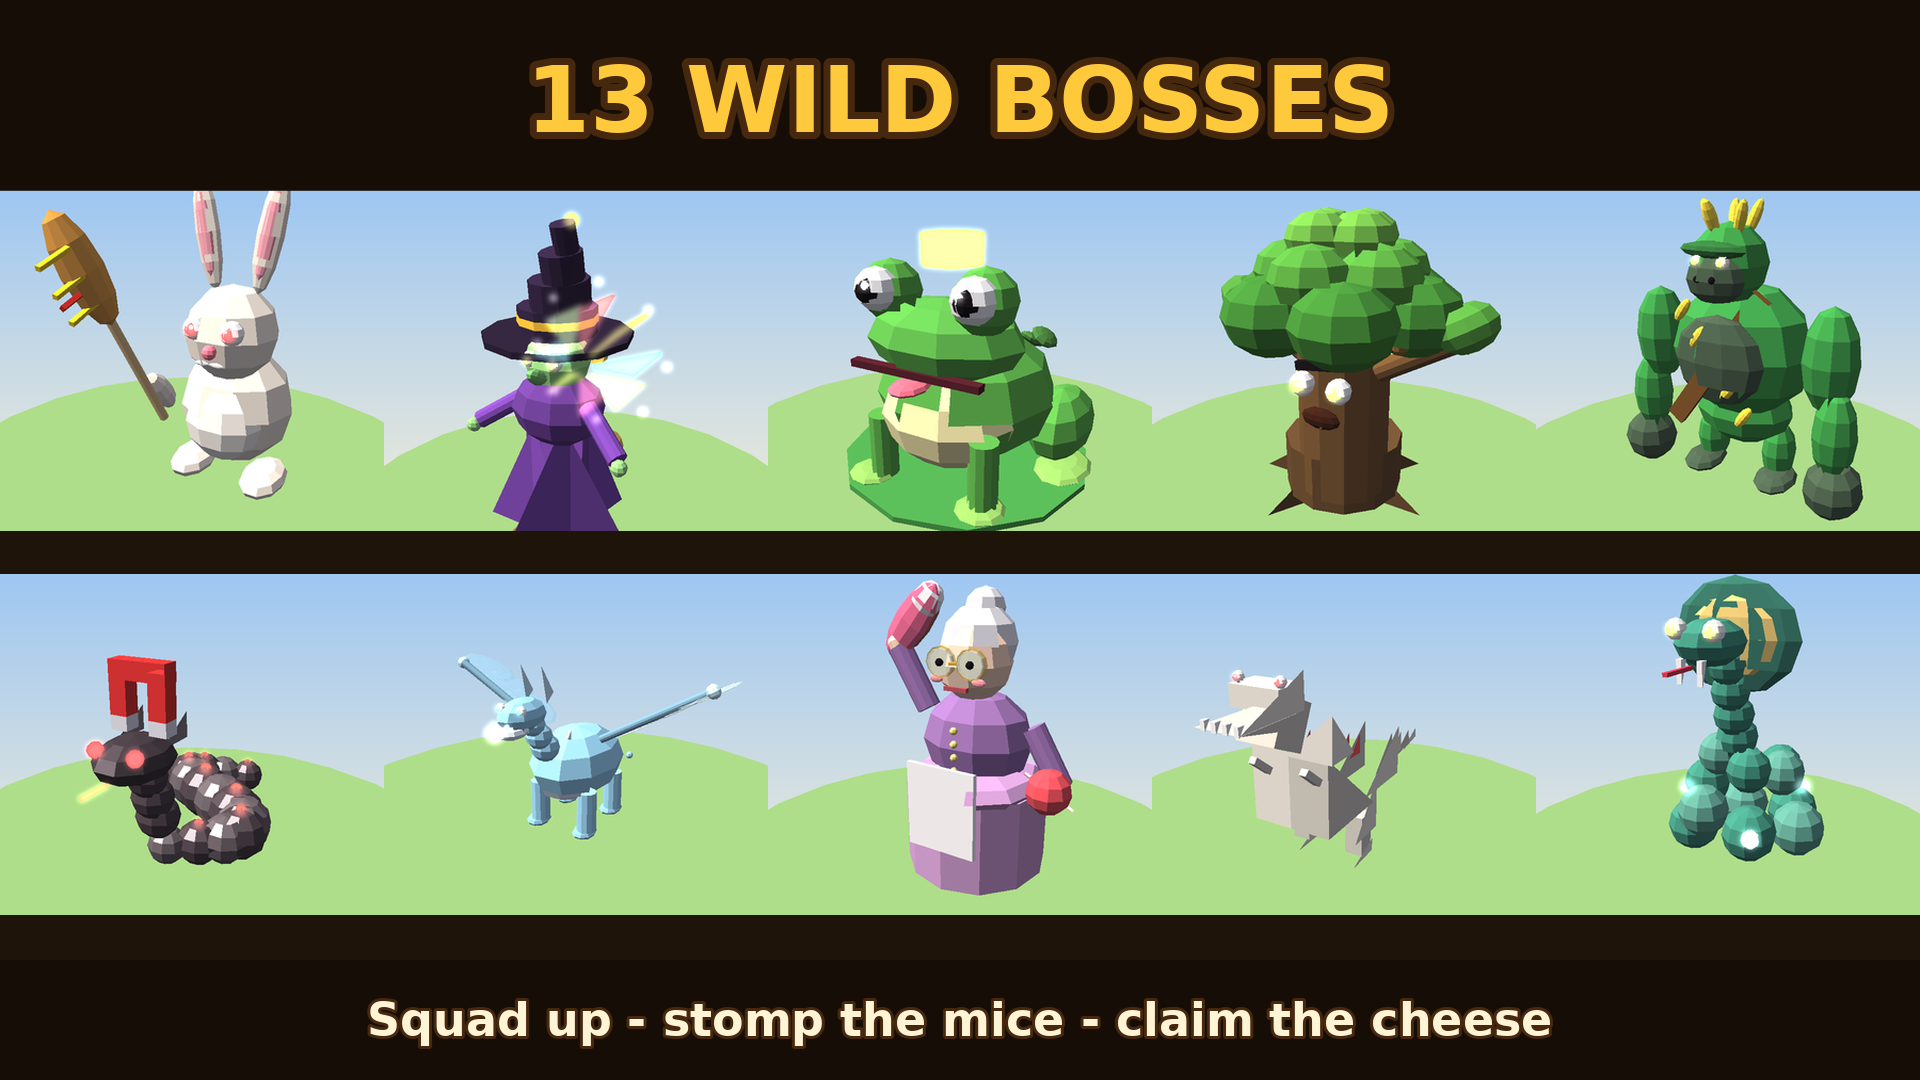 13 WILD BOSSES
Squad up - stomp the mice - claim the cheese